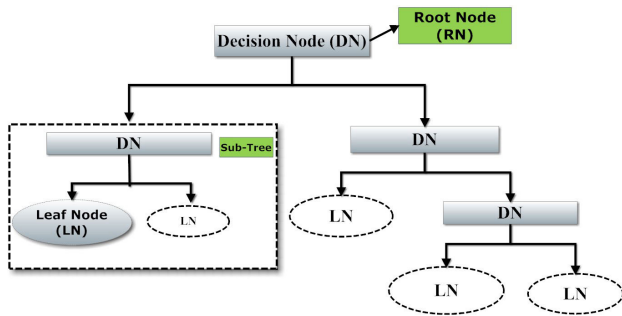 Root Node
(RN)
Decision Node (DN)
DN
Sub-Tree
DN
Leaf Node
(LN)
LN
LN
DN
LN
LN